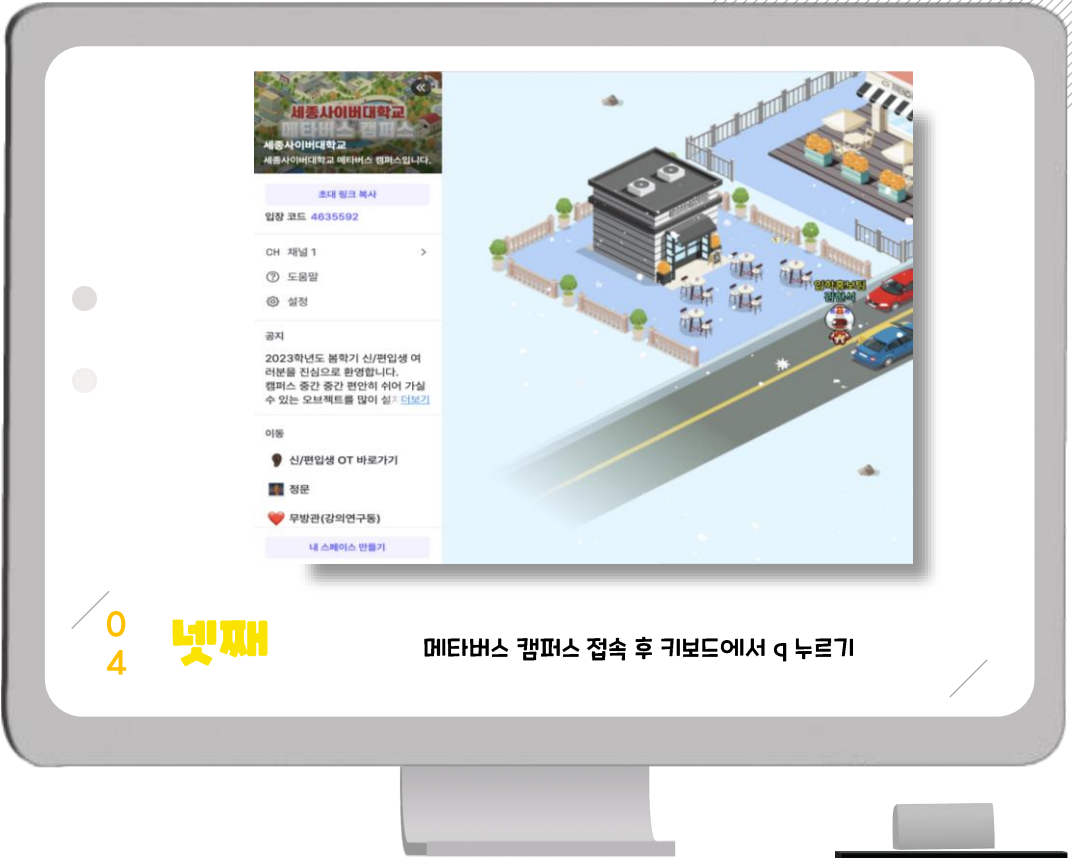 세종사이버대학교
메타버스 캠퍼스
세종사이버대학교
세종사이버대학교 메타버스 캠퍼스입니다.
초대 링크 복사
입장 코드 4635592
CH 채널 1
도움말
설정
공지
2023학년도 봄학기 신/편입생 여
러분을 진심으로 환영합니다.
캠퍼스 중간 중간 편안히 쉬어 가실
수 있는 오브젝트를 많이 설치 더보기
이동
신/편입생 OT 바로가기
정문
무방관(강의연구동)
내 스페이스 만들기
입학홍보팀
04
넷째
메타버스 캠퍼스 접속 후 키보드에서 q 누르기